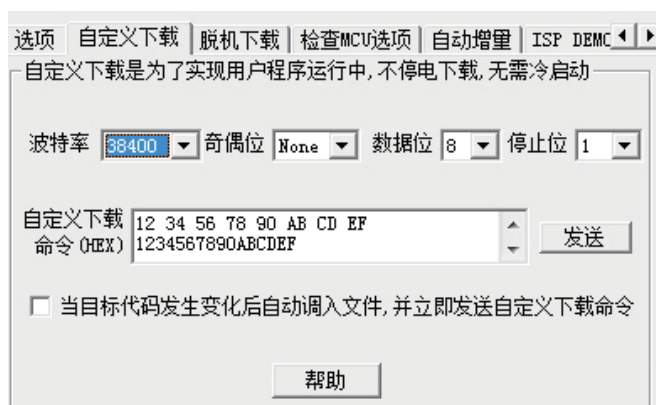 选项 自定义下载 脱机下载 检查MCU选项 自动增量 ISP DEMO
自定义下载是为了实现用户程序运行中,不停电下载,无需冷启动
波特率 38400 奇偶位 None 数据位 8 停止位 1
自定义下载 12 34 56 78 90 AB CD EF
命令(HEX) 1234567890ABCDEF 发送
当目标代码发生变化后自动调入文件,并立即发送自定义下载命令
帮助